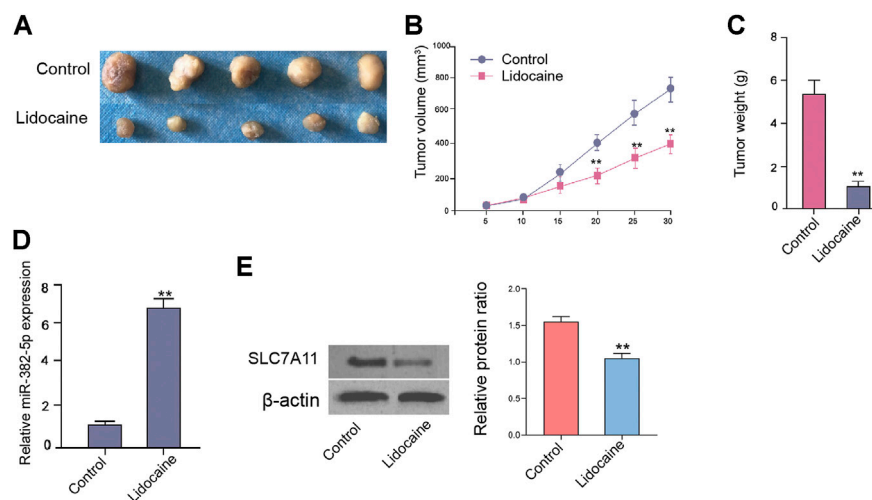 A
Control
Lidocaine
B
Tumor volume (mm³)
1000
800
600
400
200
0
5 10 15 20 25 30
Control
Lidocaine
**
**
**
C
Tumor weight (g)
8
6
4
2
0
**
Control
Lidocaine
D
Relative miR-382-5p expression
8
6
4
2
0
**
Control
Lidocaine
E
SLC7A11
β-actin
Control
Lidocaine
Relative protein ratio
2.0
1.5
1.0
0.5
0.0
**
Control
Lidocaine